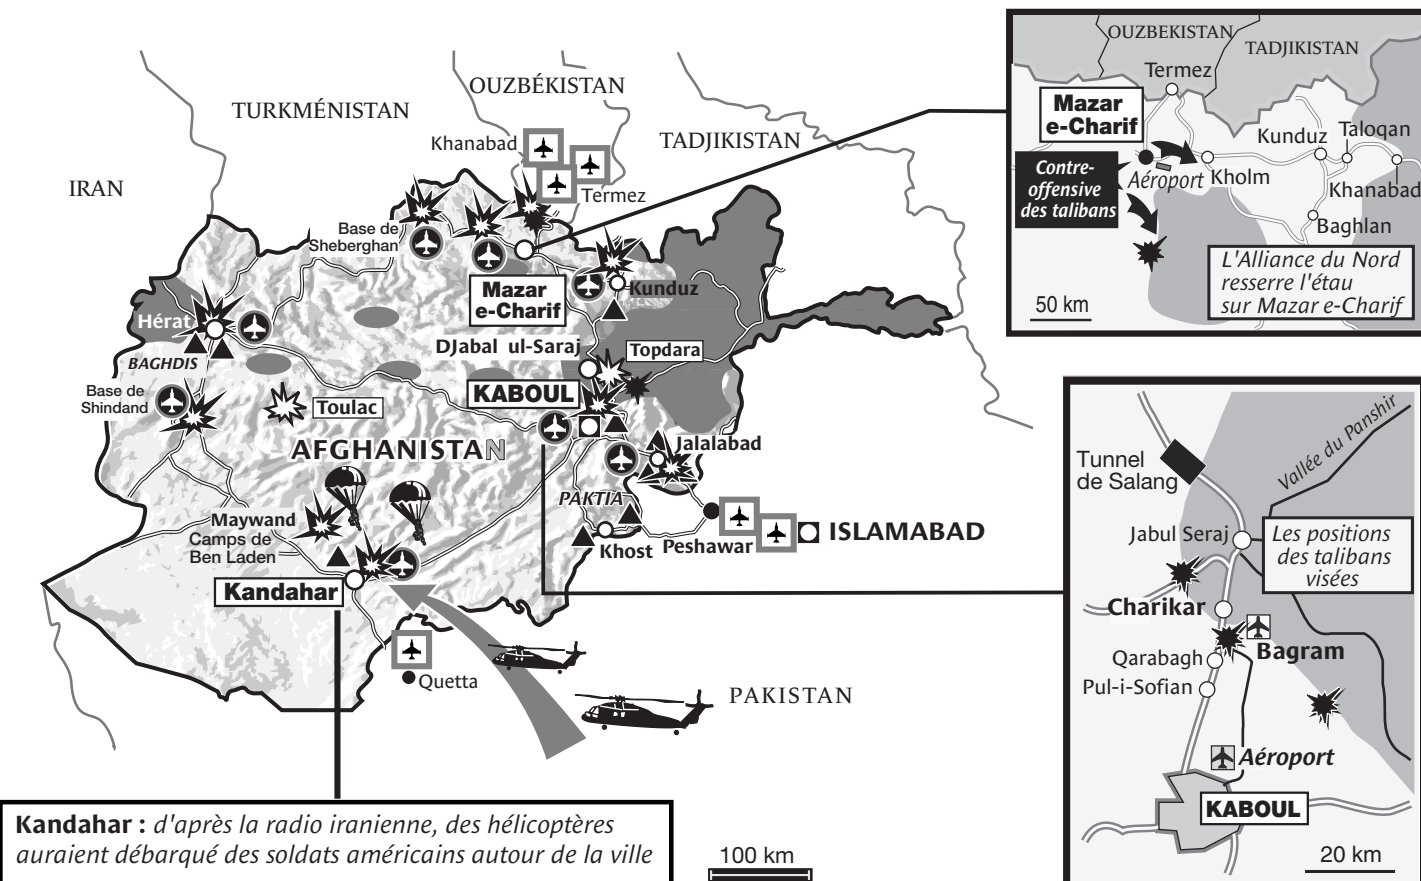 OUZBÉKISTAN
TURKMÉNISTAN
Khanabad
TADJIKISTAN
IRAN
Termez
Base de
Sheberghan
Mazar
e-Charif
Kunduz
Hérat
DJabal ul-Saraj
Topdara
BAGHDIS
KABOUL
Base de
Shindand
Toulac
AFGHANISTAN
Jalalabad
PAKTIA
Maywand
Camps de
Ben Laden
Khost
Peshawar
ISLAMABAD
Kandahar
Quetta
PAKISTAN
Kandahar : d'après la radio iranienne, des hélicoptères
auraient débarqué des soldats américains autour de la ville
100 km
OUZBEKISTAN
TADJIKISTAN
Termez
Mazar
e-Charif
Kunduz
Taloqan
Contre-
offensive
des talibans
Aéroport
Kholm
Khanabad
Baghlan
L'Alliance du Nord
resserre l'étau
sur Mazar e-Charif
50 km
Vallée du Panshir
Tunnel
de Salang
Jabul Seraj
Les positions
des talibans
visées
Charikar
Bagram
Qarabagh
Pul-i-Sofian
Aéroport
KABOUL
20 km